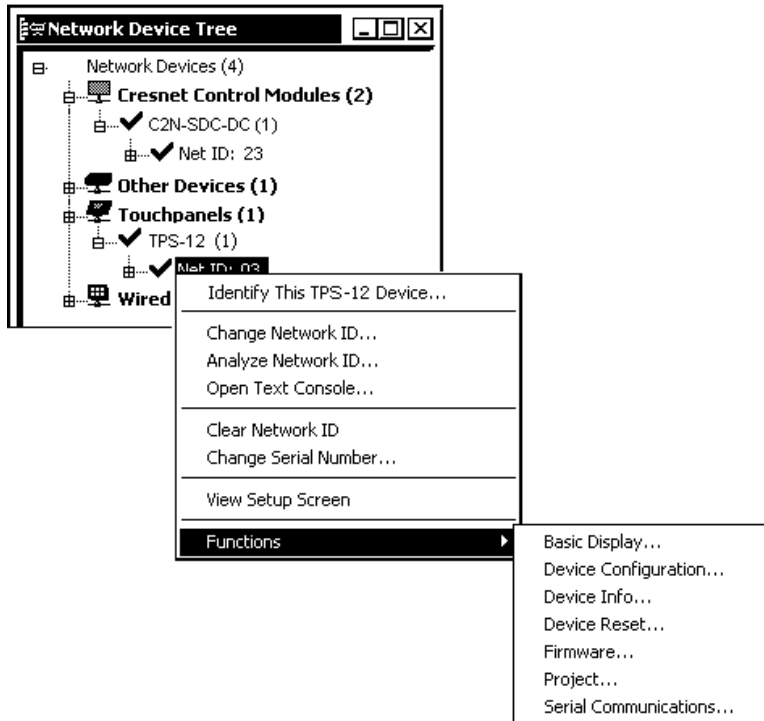 Network Device Tree
Network Devices (4)
Cresnet Control Modules (2)
C2N-SDC-DC (1)
Net ID: 23
Other Devices (1)
Touchpanels (1)
TPS-12 (1)
Net ID: 03
Wired
Identify This TPS-12 Device...
Change Network ID...
Analyze Network ID...
Open Text Console...
Clear Network ID
Change Serial Number...
View Setup Screen
Functions
Basic Display...
Device Configuration...
Device Info...
Device Reset...
Firmware...
Project...
Serial Communications...